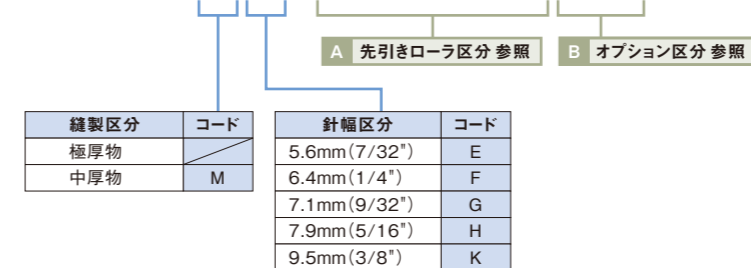 A 先引きローラ区分 参照
B オプション区分 参照
縫製区分 コード
極厚物
中厚物 M
針幅区分 コード
5.6mm(7/32") E
6.4mm(1/4") F
7.1mm(9/32") G
7.9mm(5/16") H
9.5mm(3/8") K